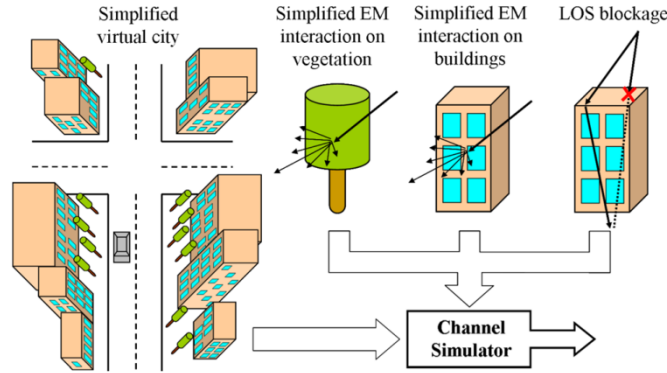 Simplified
virtual city
Simplified EM
interaction on
vegetation
Simplified EM
interaction on
buildings
LOS blockage
Channel
Simulator